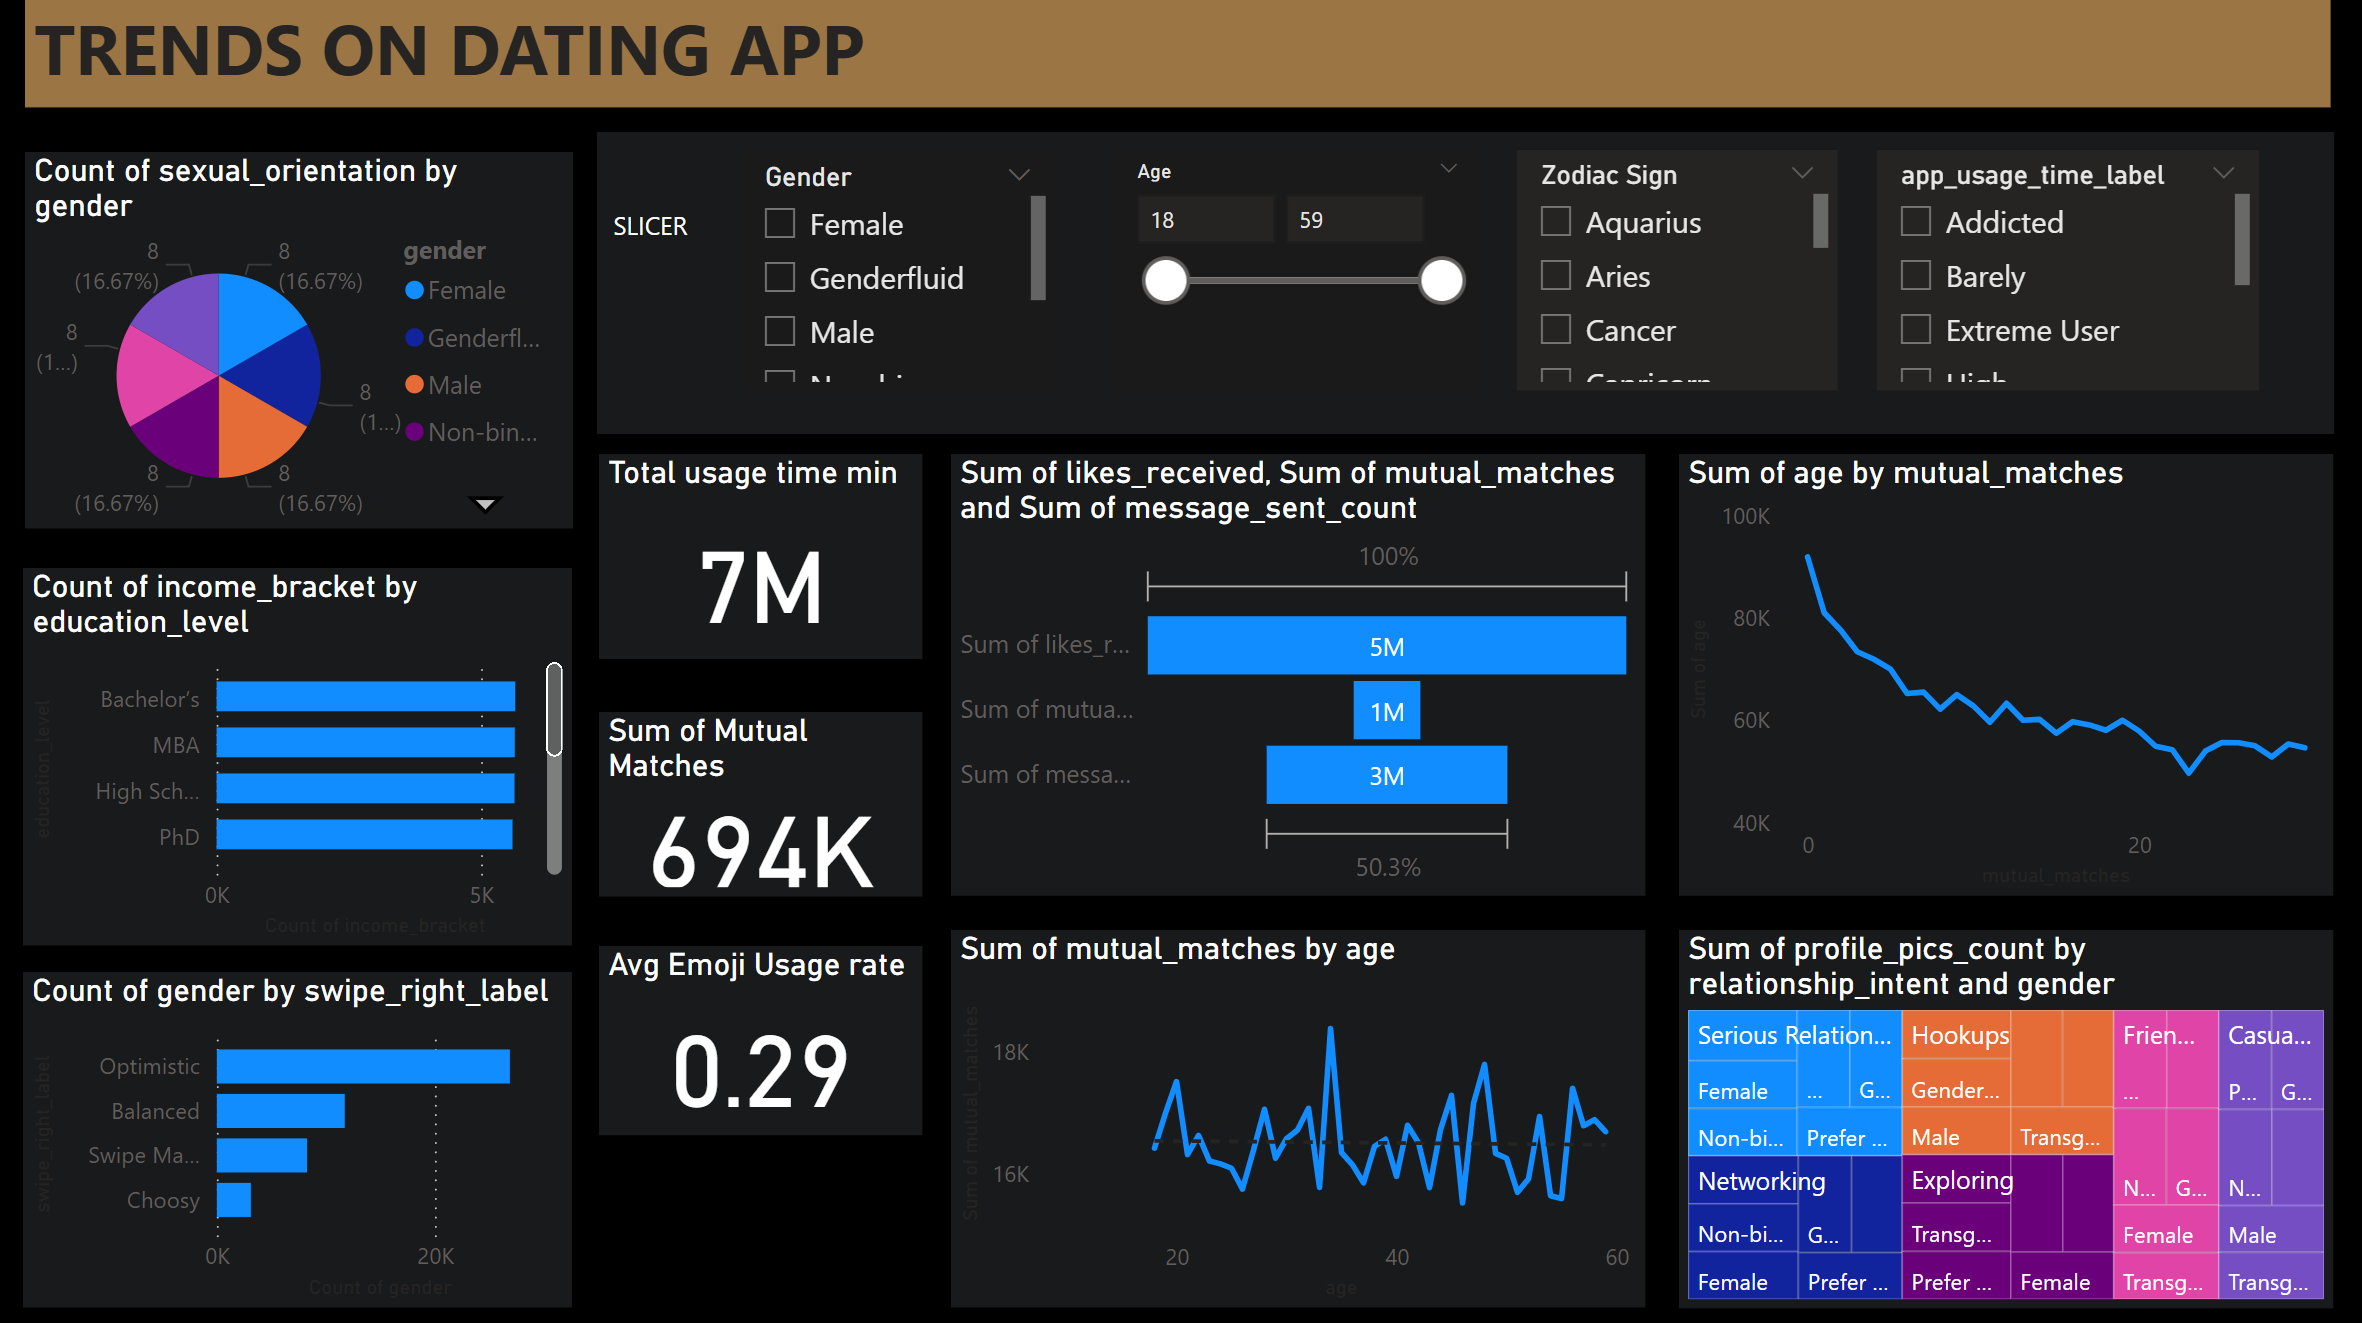 TRENDS ON DATING APP
Count of sexual_orientation by
gender
8
(16.67%)
8
(16.67%)
8
(1...)
8
(1...)
8
(16.67%)
8
(16.67%)
gender
Female
Genderfl...
Male
Non-bin...
SLICER
Gender
Female
Genderfluid
Male
Age
18
59
Zodiac Sign
Aquarius
Aries
Cancer
Capricorn
app_usage_time_label
Addicted
Barely
Extreme User
High
Count of income_bracket by
education_level
education_level
Bachelor’s
MBA
High Sch...
PhD
0K
5K
Count of income_bracket
Count of gender by swipe_right_label
swipe_right_label
Optimistic
Balanced
Swipe Ma...
Choosy
0K
20K
Count of gender
Total usage time min
7M
Sum of Mutual
Matches
694K
Avg Emoji Usage rate
0.29
Sum of likes_received, Sum of mutual_matches
and Sum of message_sent_count
100%
Sum of likes_r...
5M
Sum of mutua...
1M
Sum of messa...
3M
50.3%
Sum of age by mutual_matches
Sum of age
100K
80K
60K
40K
0
20
mutual_matches
Sum of mutual_matches by age
Sum of mutual_matches
18K
16K
20
40
60
age
Sum of profile_pics_count by
relationship_intent and gender
Serious Relation...
Female
...
G...
Non-bi...
Prefer ...
Hookups
Gender...
Male
Transg...
Networking
Non-bi...
G...
Female
Prefer ...
Exploring
Transg...
Prefer ...
Female
Frien...
...
N...
G...
Female
Transg...
Casua...
P...
G...
N...
Male
Transg...